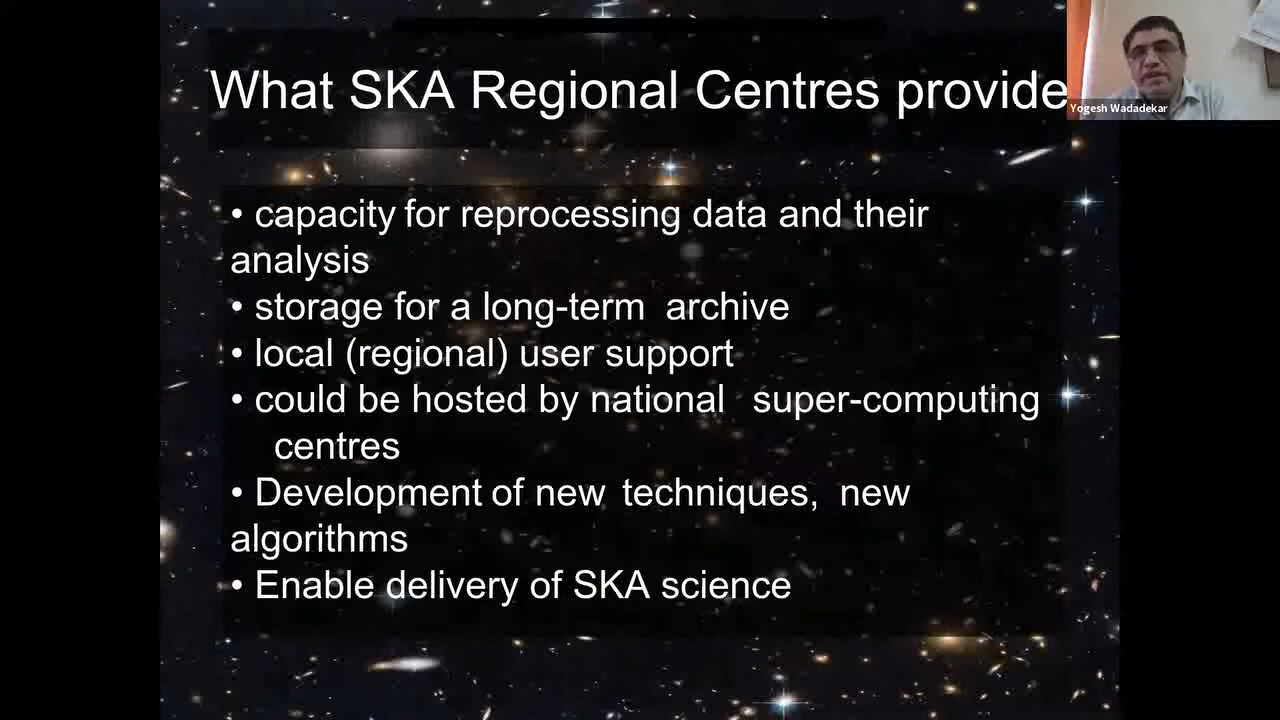 What SKA Regional Centres provide
Yogesh Wadadekar
• capacity for reprocessing data and their
analysis
• storage for a long-term archive
• local (regional) user support
• could be hosted by national super-computing
centres
• Development of new techniques, new
algorithms
• Enable delivery of SKA science